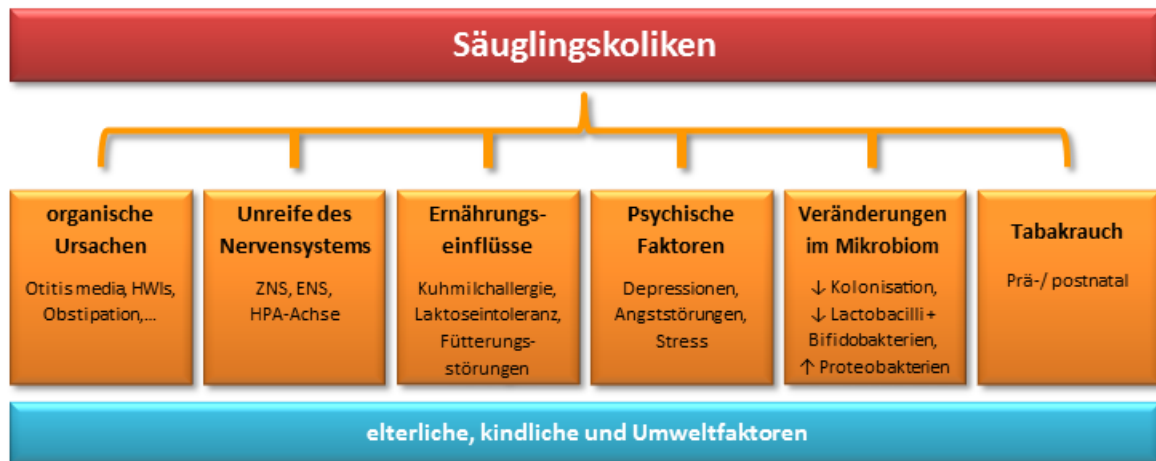 Säuglingskoliken
organische
Ursachen
Otitis media, HWIs,
Obstipation,...
Unreife des
Nervensystems
ZNS, ENS,
HPA-Achse
Ernährungs-
einflüsse
Kuhmilchallergie,
Laktoseintoleranz,
Fütterungs-
störungen
Psychische
Faktoren
Depressionen,
Angststörungen,
Stress
Veränderungen
im Mikrobiom
↓ Kolonisation,
↓ Lactobacilli +
Bifidobakterien,
↑ Proteobakterien
Tabakrauch
Prä-/ postnatal
elterliche, kindliche und Umweltfaktoren